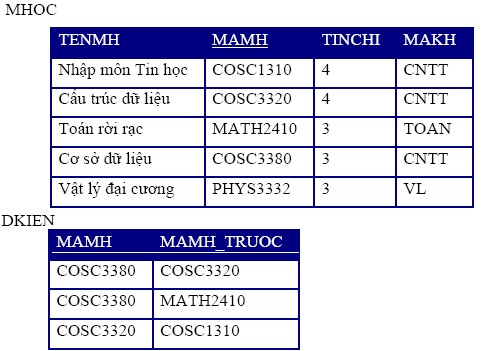 MHOC
TENMH MAMH TINCHI MAKH
Nhập môn Tin học COSC1310 4 CNTT
Cấu trúc dữ liệu COSC3320 4 CNTT
Toán rời rạc MATH2410 3 TOAN
Cơ sở dữ liệu COSC3380 3 CNTT
Vật lý đại cương PHYS3332 3 VL
DKIEN
MAMH MAMH_TRUOC
COSC3380 COSC3320
COSC3380 MATH2410
COSC3320 COSC1310